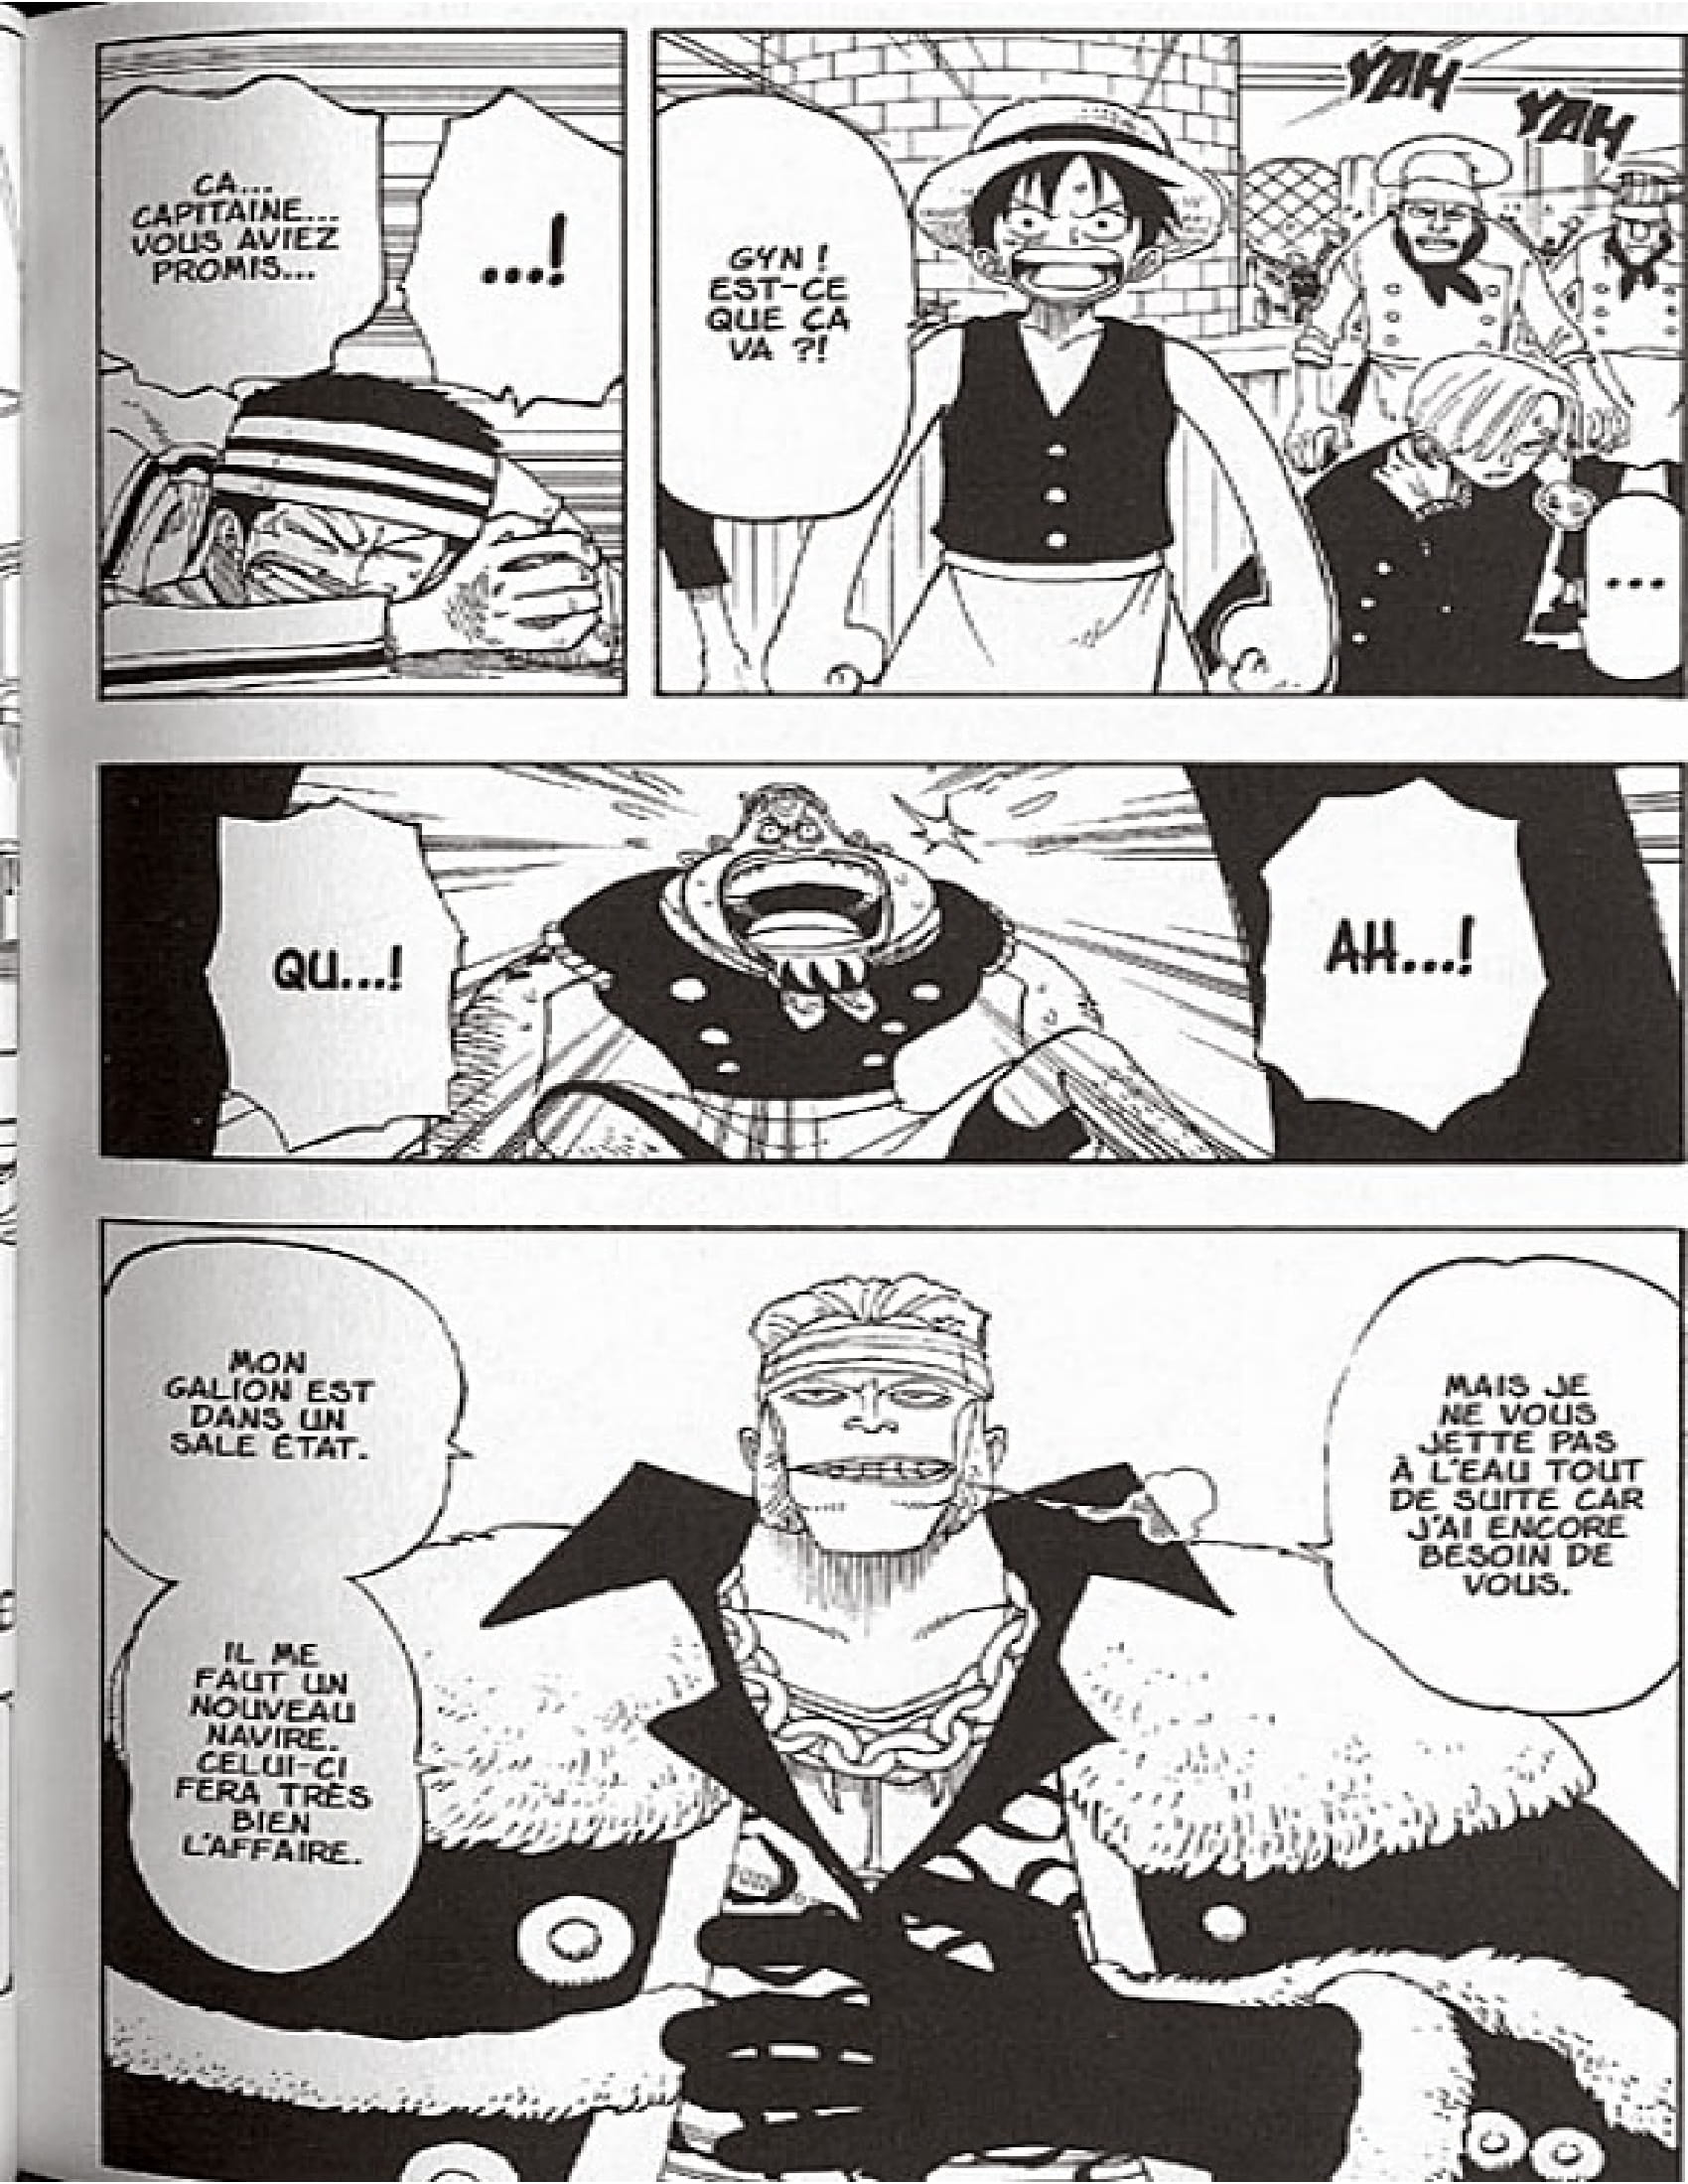 YAH
YAH
GYN !
EST-CE
QUE ÇA
VA ?!
...
...!
ÇA...
CAPITAINE...
VOUS AVIEZ
PROMIS...
AH...!
QU...!
MAIS JE
NE VOUS
JETTE PAS
À L'EAU TOUT
DE SUITE CAR
J'AI ENCORE
BESOIN DE
VOUS.
MON
GALION EST
DANS UN
SALE ÉTAT.
IL ME
FAUT UN
NOUVEAU
NAVIRE.
CELUI-CI
FERA TRÈS
BIEN
L'AFFAIRE.